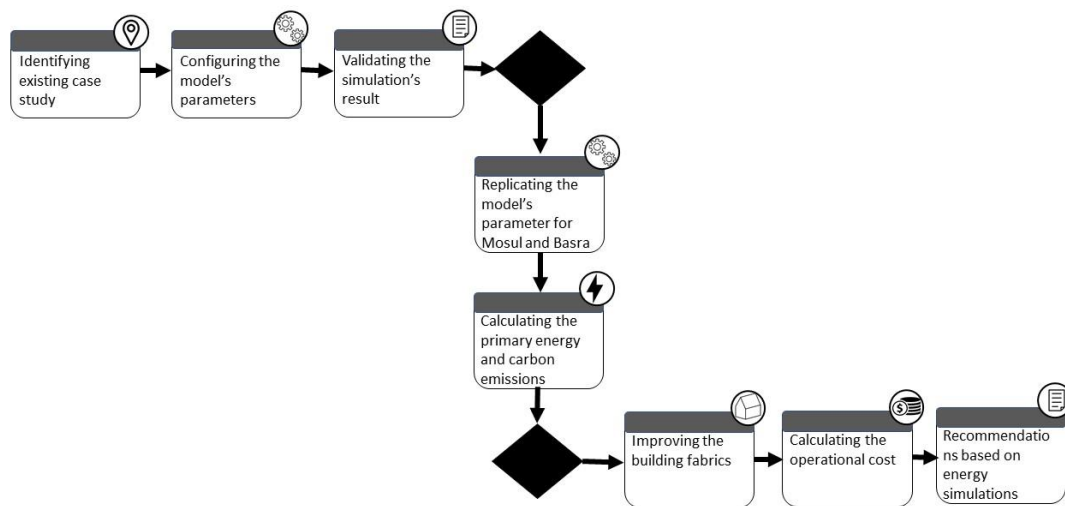 Identifying
existing case
study
Configuring the
model's
parameters
Validating the
simulation's
result
Replicating the
model's
parameter for
Mosul and Basra
Calculating the
primary energy
and carbon
emissions
Improving the
building fabrics
Calculating the
operational cost
Recommendatio
ns based on
energy
simulations